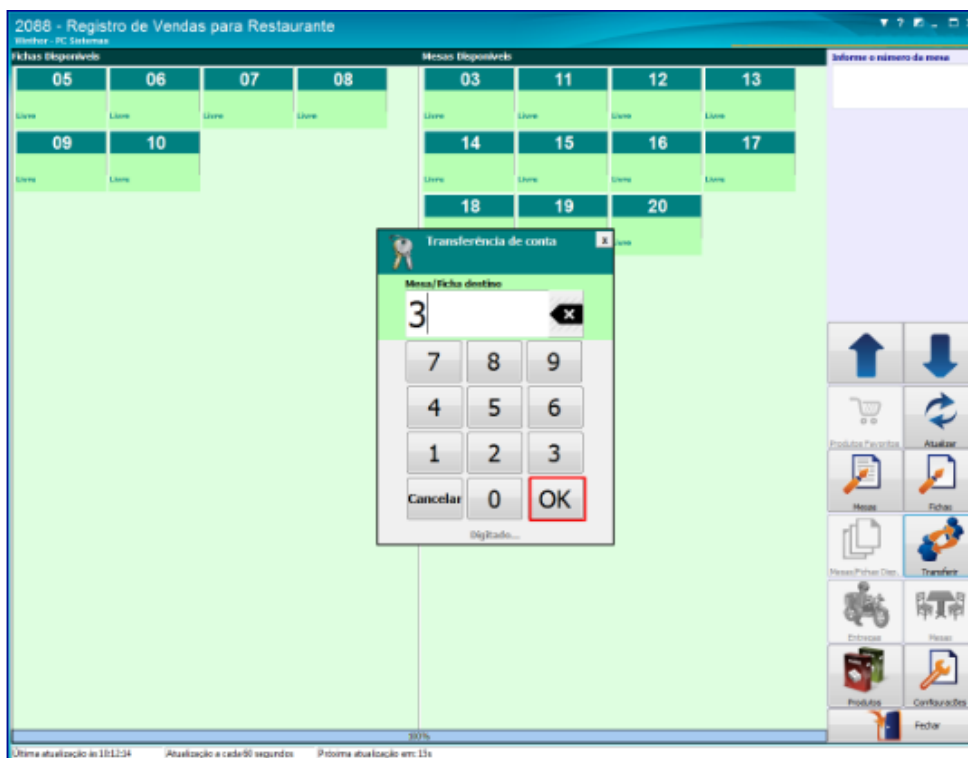 2088 - Registro de Vendas para Restaurante
Winthor - PC Sistemas
Fichas Disponíveis
05 06 07 08
Livre Livre Livre Livre
09 10
Livre Livre
Mesas Disponíveis
03 11 12 13
Livre Livre Livre Livre
14 15 16 17
Livre Livre Livre Livre
18 19 20
Livre
Informe o número da mesa
Transferência de conta
Mesa/Ficha destino
3
7 8 9
4 5 6
1 2 3
Cancelar 0 OK
Digitado...
Produtos Favoritos Atualizar
Mesas Fichas
Mesas/Fichas Disp. Transferir
Entregas Mesas
Produtos Configurações
Fechar
100%
Última atualização às 18:12:34 Atualização a cada 60 segundos Próxima atualização em: 15s